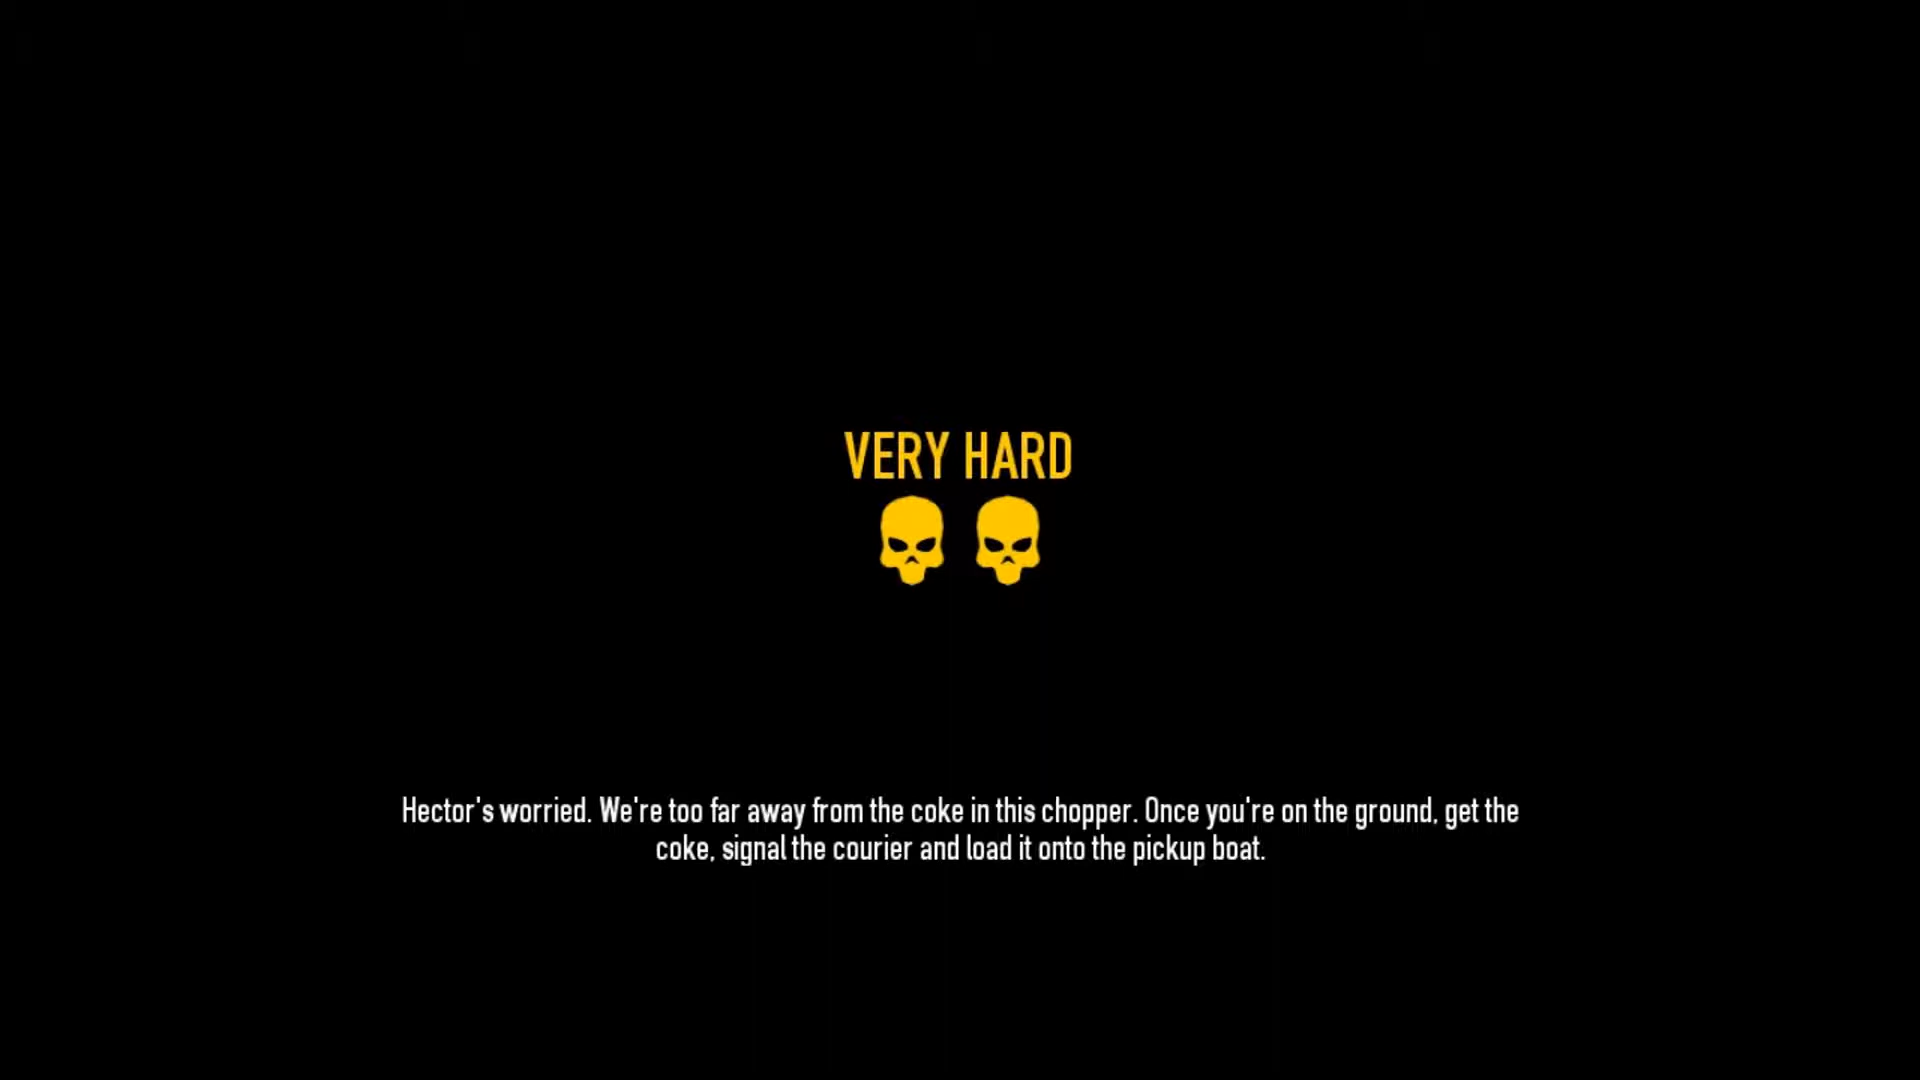 VERY HARD
Hector's worried. We're too far away from the coke in this chopper. Once you're on the ground, get the
coke, signal the courier and load it onto the pickup boat.